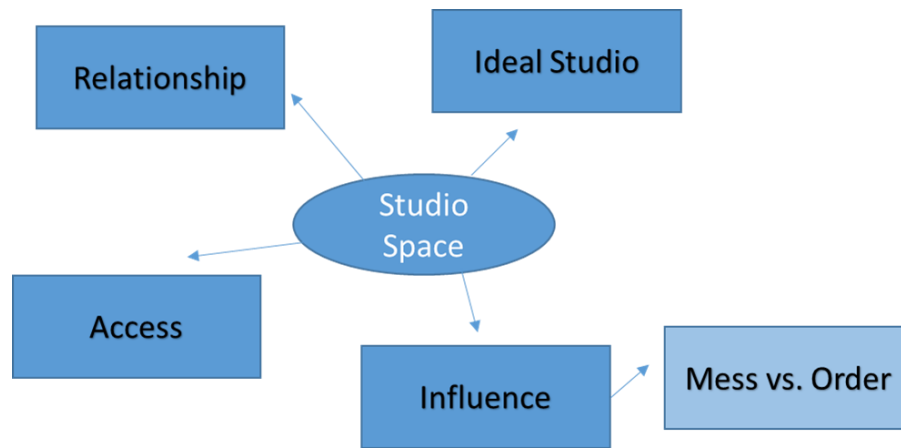 Relationship
Ideal Studio
Studio
Space
Access
Influence
Mess vs. Order